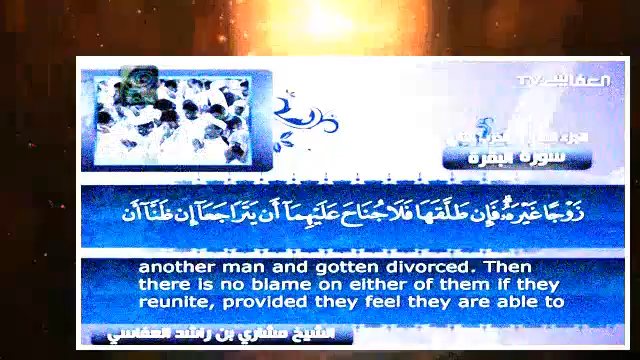 العفاسي TV
سورة البقرة
زَوْجًا غَيْرَهُۥ ۗ فَإِن طَلَّقَهَا فَلَا جُنَاحَ عَلَيْهِمَآ أَن يَتَرَاجَعَآ إِن ظَنَّآ أَن
another man and gotten divorced. Then
there is no blame on either of them if they
reunite, provided they feel they are able to
الشيخ مشاري بن راشد العفاسي